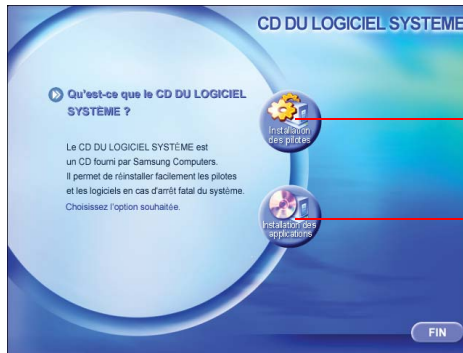 CD DU LOGICIEL SYSTEME
Qu'est-ce que le CD DU LOGICIEL
SYSTÈME ?
Le CD DU LOGICIEL SYSTÈME est
un CD fourni par Samsung Computers.
Il permet de réinstaller facilement les pilotes
et les logiciels en cas d'arrêt fatal du système.
Choisissez l'option souhaitée.
Installation
des pilotes
Installation des
applications
FIN